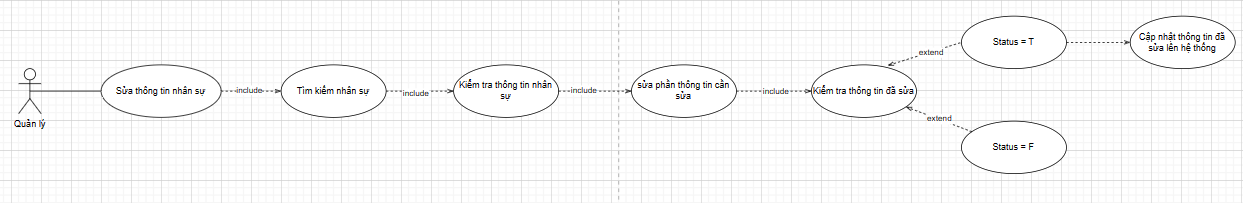 Quản lý
Sửa thông tin nhân sự
include
Tìm kiếm nhân sự
include
Kiểm tra thông tin nhân
sự
include
sửa phần thông tin cần
sửa
include
Kiểm tra thông tin đã sửa
extend
Status = T
Cập nhật thông tin đã
sửa lên hệ thống
extend
Status = F